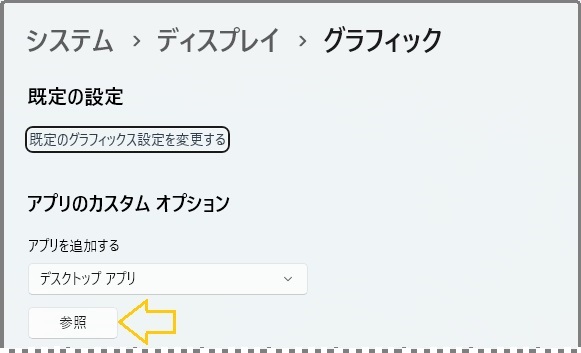 システム › ディスプレイ › グラフィック
既定の設定
既定のグラフィックス設定を変更する
アプリのカスタム オプション
アプリを追加する
デスクトップ アプリ
参照